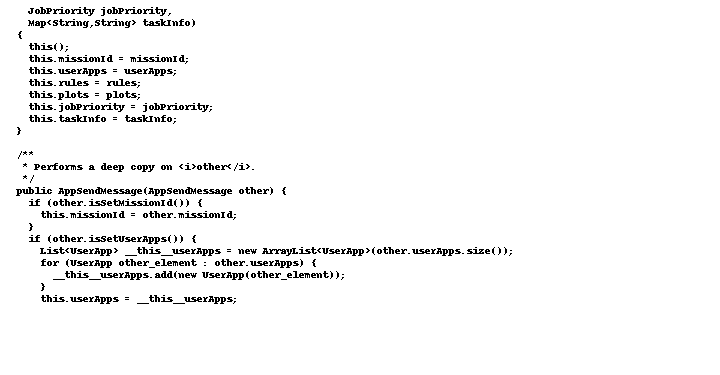 JobPriority jobPriority,
  Map<String,String> taskInfo)
{
  this();
  this.missionId = missionId;
  this.userApps = userApps;
  this.rules = rules;
  this.plots = plots;
  this.jobPriority = jobPriority;
  this.taskInfo = taskInfo;
}

/**
 * Performs a deep copy on <i>other</i>.
 */
public AppSendMessage(AppSendMessage other) {
  if (other.isSetMissionId()) {
    this.missionId = other.missionId;
  }
  if (other.isSetUserApps()) {
    List<UserApp> __this__userApps = new ArrayList<UserApp>(other.userApps.size());
    for (UserApp other_element : other.userApps) {
      __this__userApps.add(new UserApp(other_element));
    }
    this.userApps = __this__userApps;